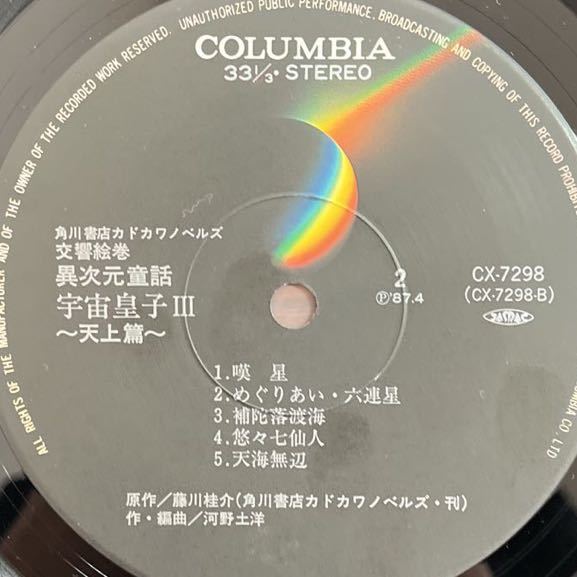 ALL RIGHTS OF THE MANUFACTURER AND OF THE OWNER OF THE RECORDED WORK RESERVED. UNAUTHORIZED PUBLIC PERFORMANCE, BROADCASTING AND COPYING OF THIS RECORD PROHIB
COLUMBIA
33⅓・STEREO
角川書店カドカワノベルズ
交響絵巻
異次元童話
宇宙皇子Ⅲ
〜天上篇〜
2
Ⓟ'87.4
CX-7298
(CX-7298-B)
1.嘆 星
2.めぐりあい・六連星
3.補陀落渡海
4.悠々七仙人
5.天海無辺
原作/藤川桂介(角川書店カドカワノベルズ・刊)
作・編曲/河野土洋
UMBIA CO., LTD